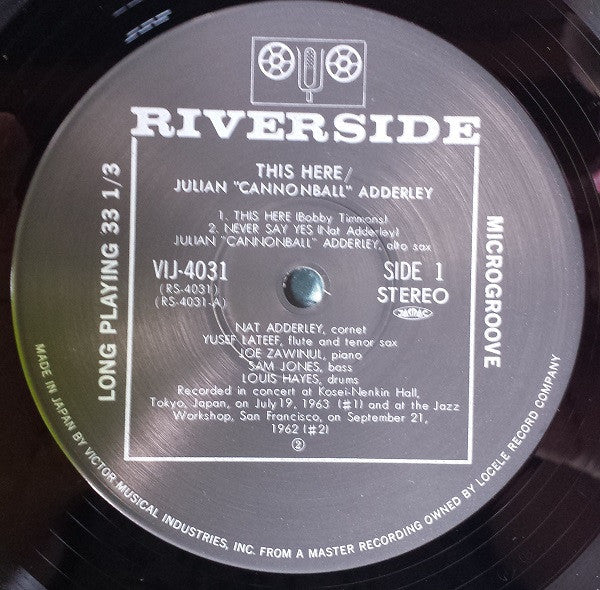 RIVERSIDE
THIS HERE/
JULIAN "CANNONBALL" ADDERLEY
1. THIS HERE (Bobby Timmons)
2. NEVER SAY YES (Nat Adderley)
JULIAN "CANNONBALL" ADDERLEY, alto sax
VIJ-4031
(RS-4031)
(RS-4031-A)
SIDE 1
STEREO
JASRAC
NAT ADDERLEY, cornet
YUSEF LATEEF, flute and tenor sax
JOE ZAWINUL, piano
SAM JONES, bass
LOUIS HAYES, drums
Recorded in concert at Kosei-Nenkin Hall,
Tokyo, Japan, on July 19, 1963 (#1) and at the Jazz
Workshop, San Francisco, on September 21,
1962 (#2)
②
LONG PLAYING 33 1/3
MICROGROOVE
MADE IN JAPAN BY VICTOR MUSICAL INDUSTRIES, INC. FROM A MASTER RECORDING OWNED BY LOCELE RECORD COMPANY